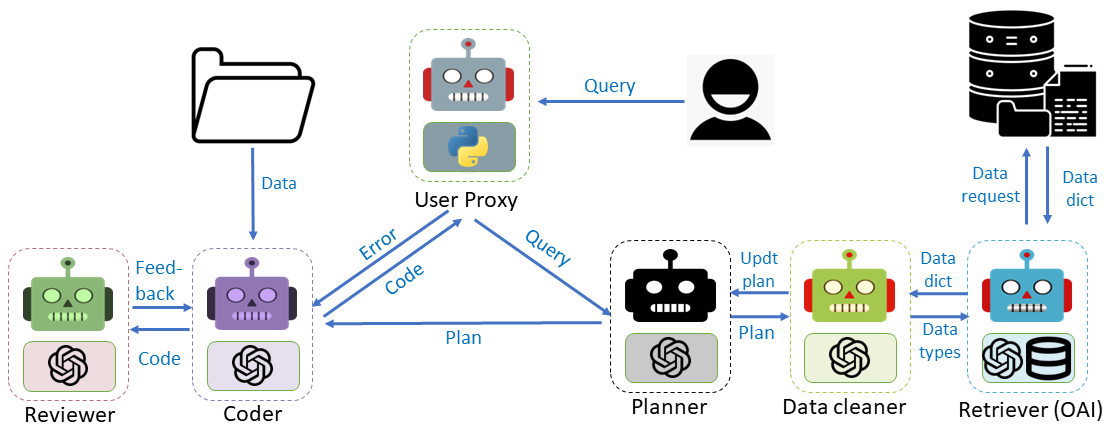 Query
Data
User Proxy
Data
request
Data
dict
Error
Code
Query
Feed-
back
Code
Plan
Updt
plan
Plan
Data
dict
Data
types
Reviewer
Coder
Planner
Data cleaner
Retriever (OAI)